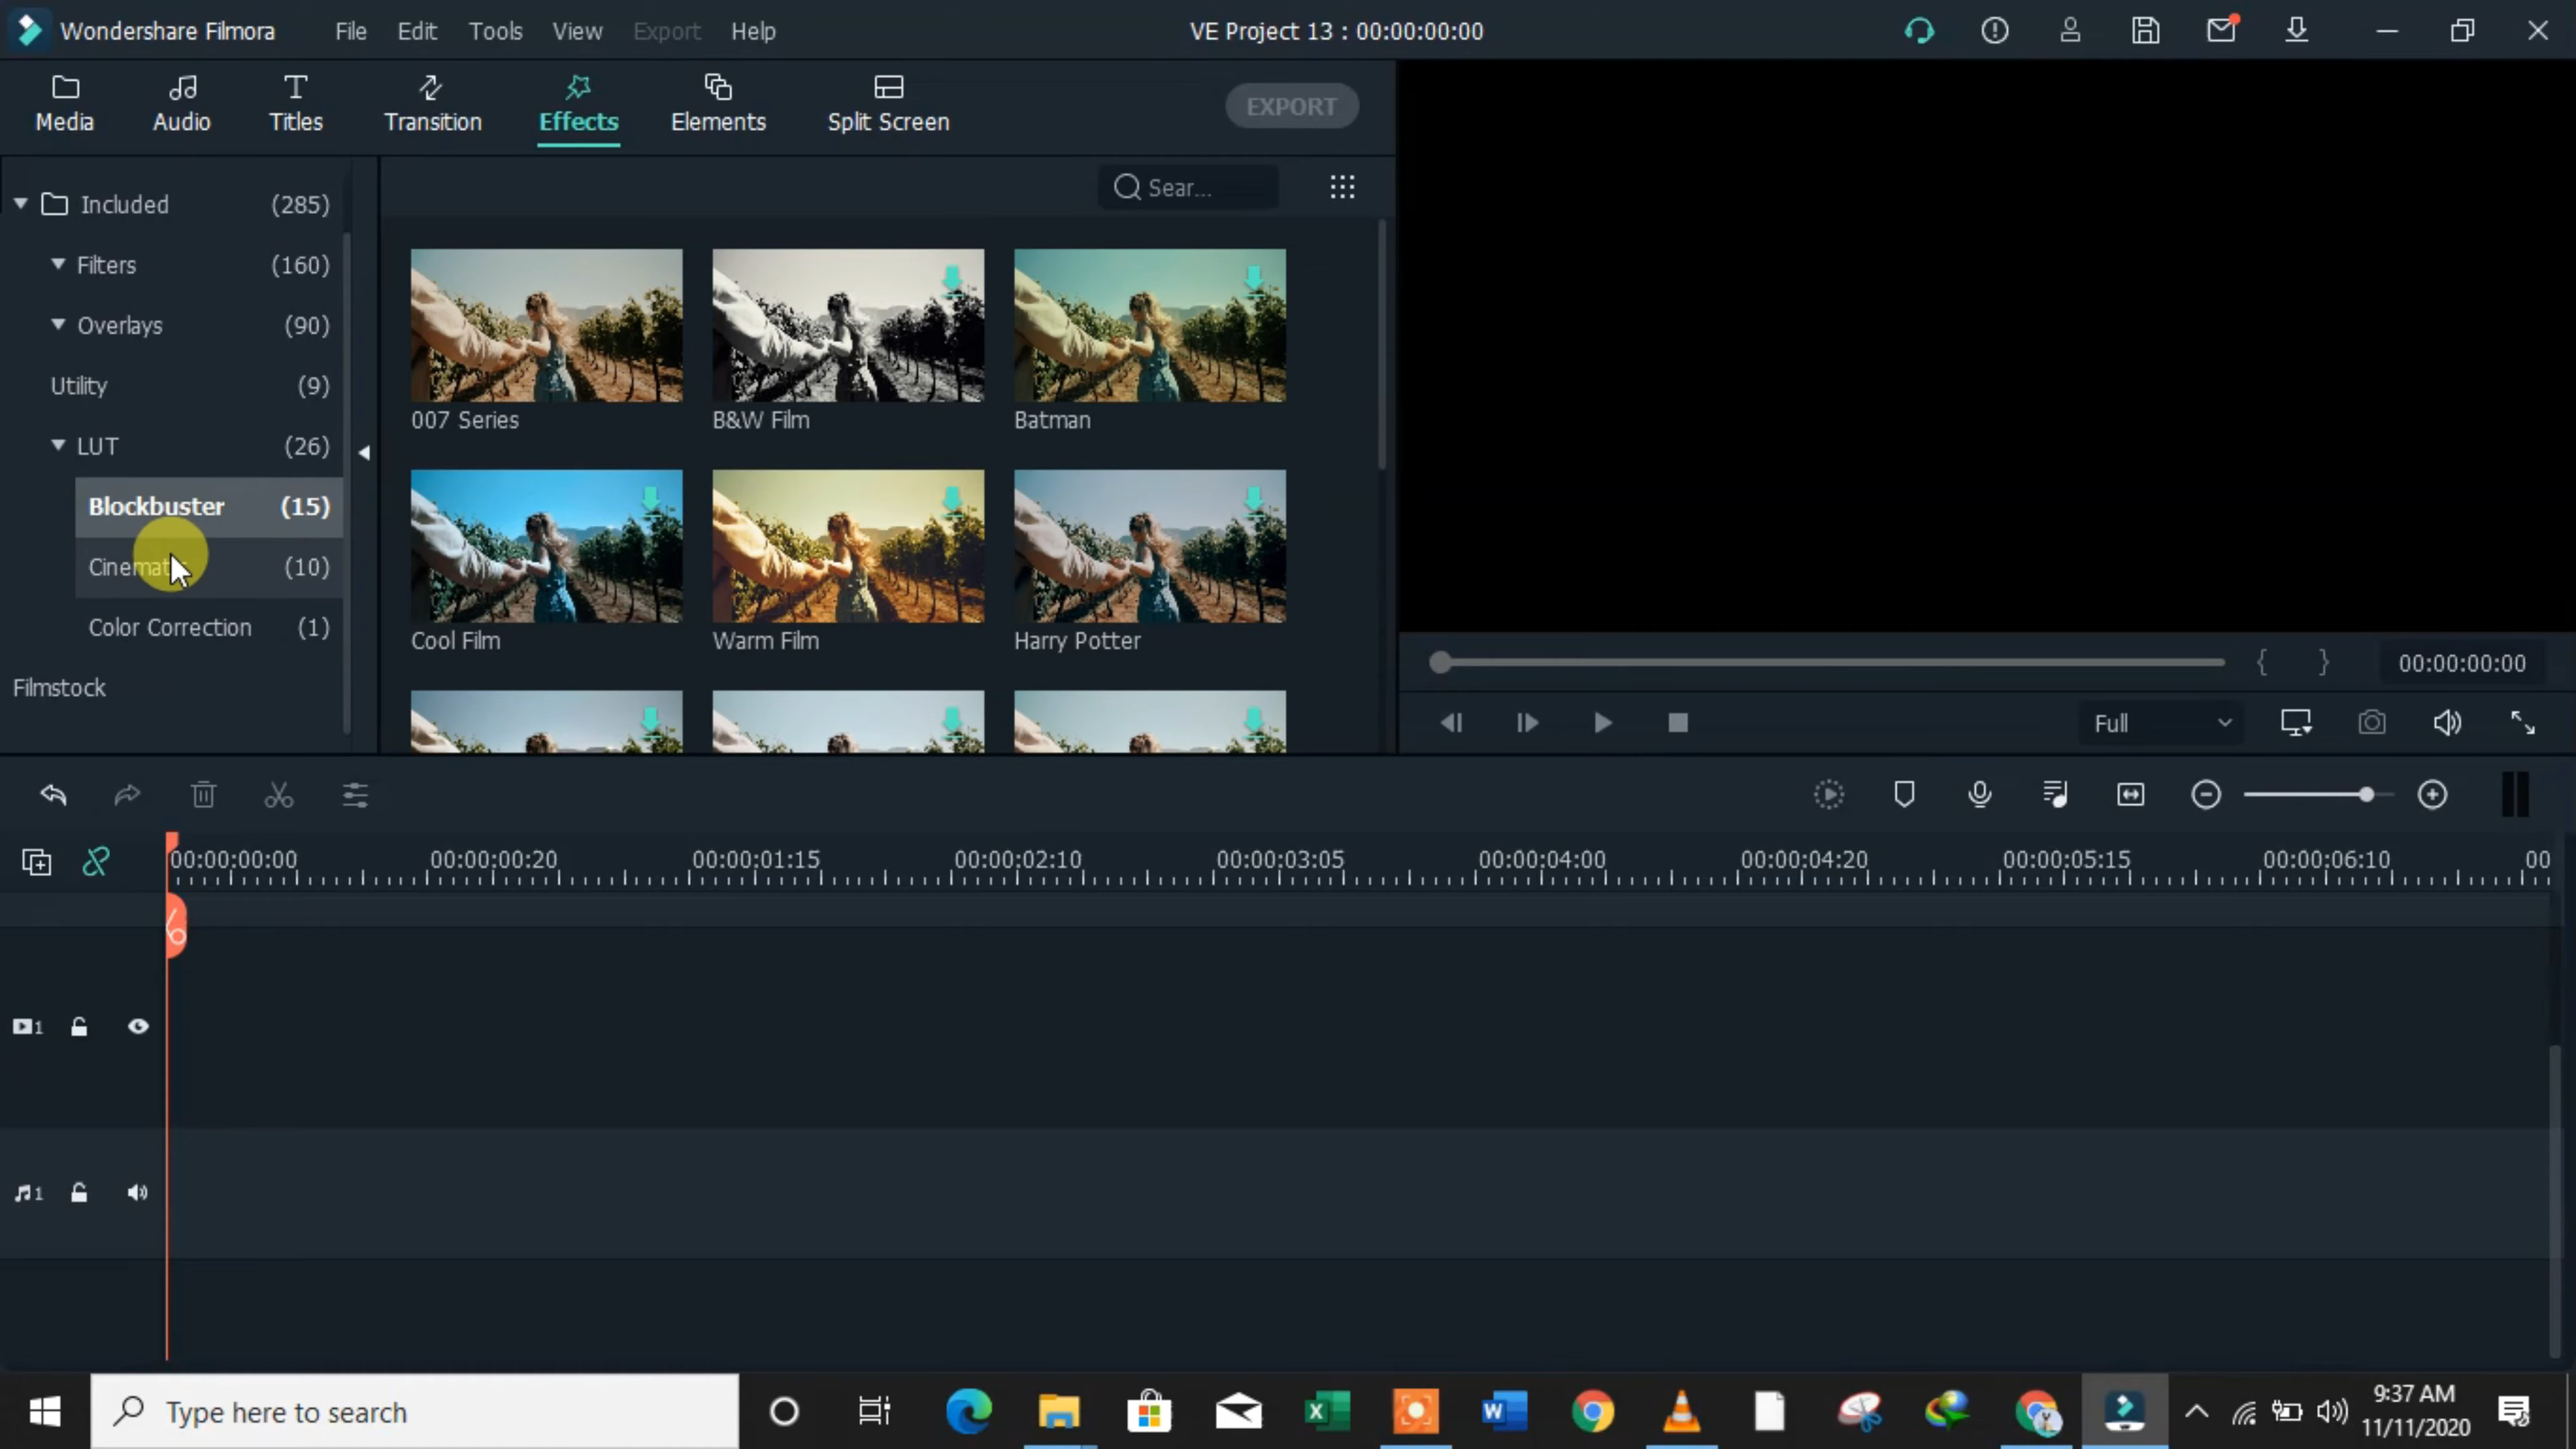 Wondershare Filmora File Edit Tools View Export Help VE Project 13 : 00:00:00:00
Media Audio Titles Transition Effects Elements Split Screen EXPORT
Included (285)
Sear...
Filters (160)
Overlays (90)
Utility (9)
LUT (26)
Blockbuster (15)
(10)
Color Correction (1)
Filmstock
007 Series B&W Film Batman
Cool Film Warm Film Harry Potter
00:00:00:00
Full
00:00:00:00 00:00:00:20 00:00:01:15 00:00:02:10 00:00:03:05 00:00:04:00 00:00:04:20 00:00:05:15 00:00:06:10 00
1
1
Type here to search
9:37 AM
11/11/2020